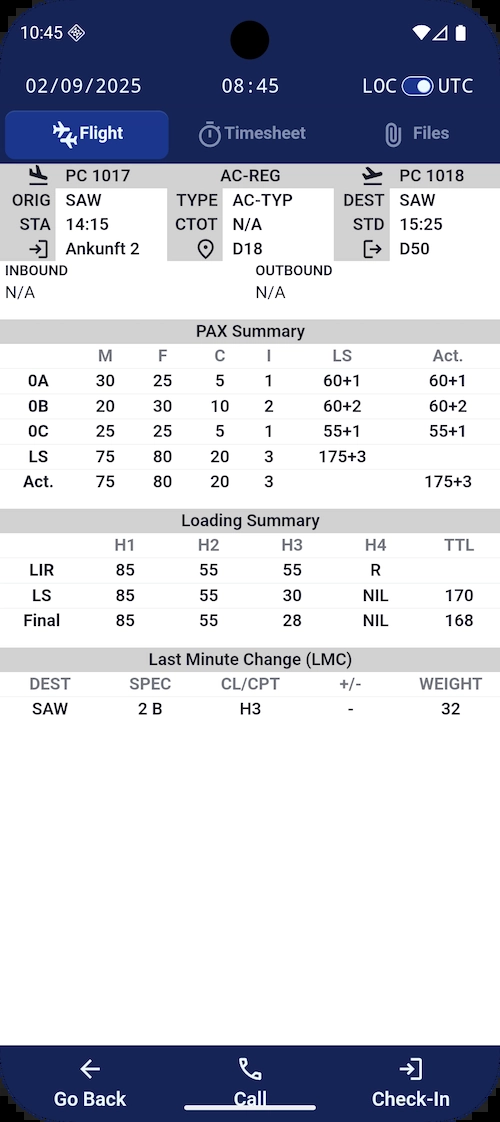 10:45
02/09/2025 08:45 LOC UTC
Flight Timesheet Files
PC 1017 AC-REG PC 1018
ORIG SAW TYPE AC-TYP DEST SAW
STA 14:15 CTOT N/A STD 15:25
Ankunft 2 D18 D50
INBOUND OUTBOUND
N/A N/A
PAX Summary
M F C I LS Act.
0A 30 25 5 1 60+1 60+1
0B 20 30 10 2 60+2 60+2
0C 25 25 5 1 55+1 55+1
LS 75 80 20 3 175+3
Act. 75 80 20 3 175+3
Loading Summary
H1 H2 H3 H4 TTL
LIR 85 55 55 R
LS 85 55 30 NIL 170
Final 85 55 28 NIL 168
Last Minute Change (LMC)
DEST SPEC CL/CPT +/- WEIGHT
SAW 2 B H3 - 32
Go Back Call Check-In